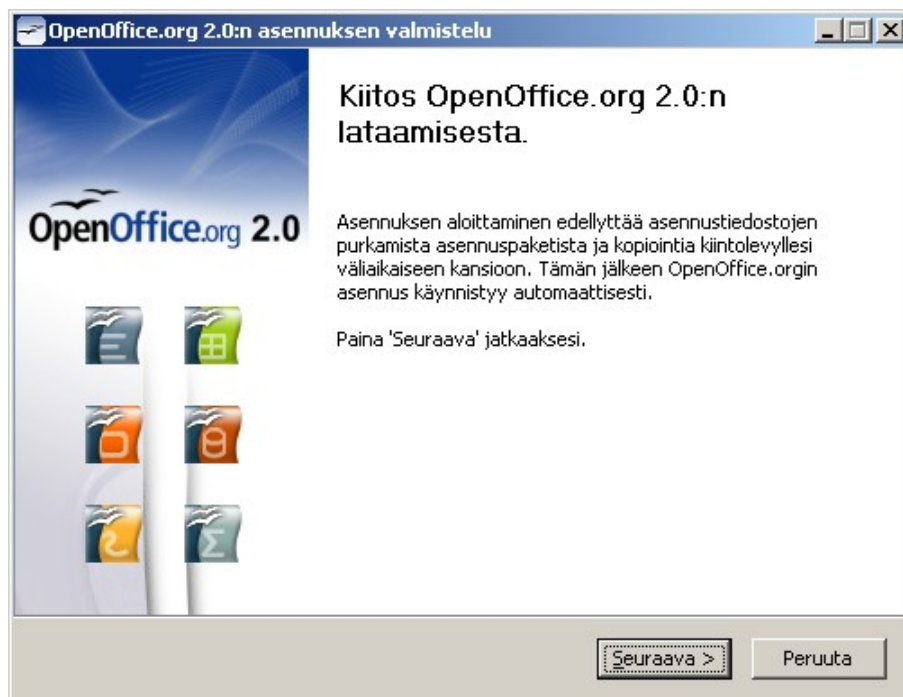 OpenOffice.org 2.0:n asennuksen valmistelu
Kiitos OpenOffice.org 2.0:n
lataamisesta.
OpenOffice.org 2.0
Asennuksen aloittaminen edellyttää asennustiedostojen
purkamista asennuspaketista ja kopiointia kiintolevyllesi
väliaikaiseen kansioon. Tämän jälkeen OpenOffice.orgin
asennus käynnistyy automaattisesti.
Paina 'Seuraava' jatkaaksesi.
Seuraava >
Peruuta